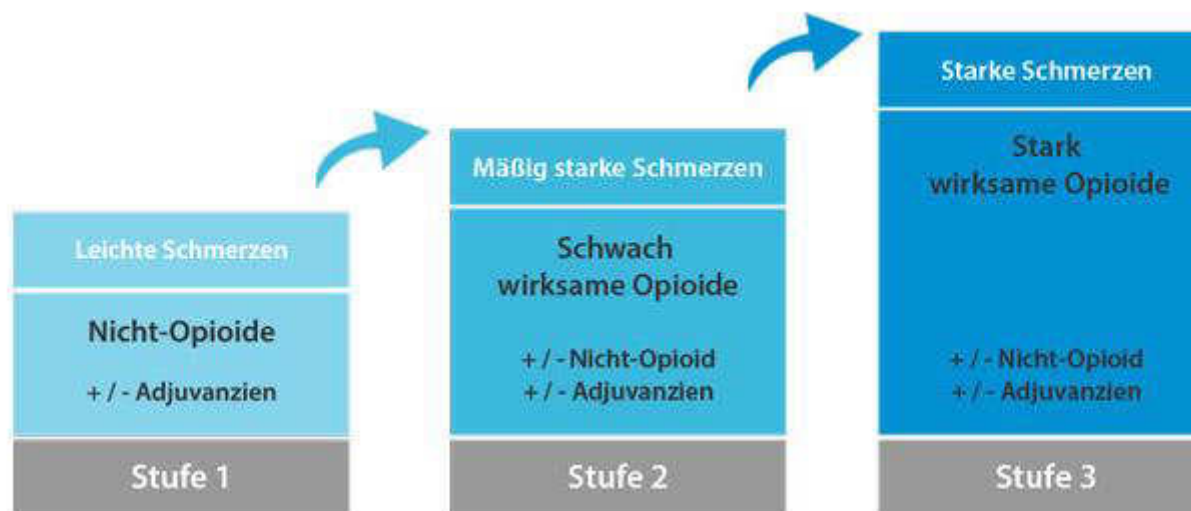 Leichte Schmerzen
Nicht-Opioide
+ / - Adjuvanzien
Stufe 1
Mäßig starke Schmerzen
Schwach
wirksame Opioide
+ / - Nicht-Opioid
+ / - Adjuvanzien
Stufe 2
Starke Schmerzen
Stark
wirksame Opioide
+ / - Nicht-Opioid
+ / - Adjuvanzien
Stufe 3